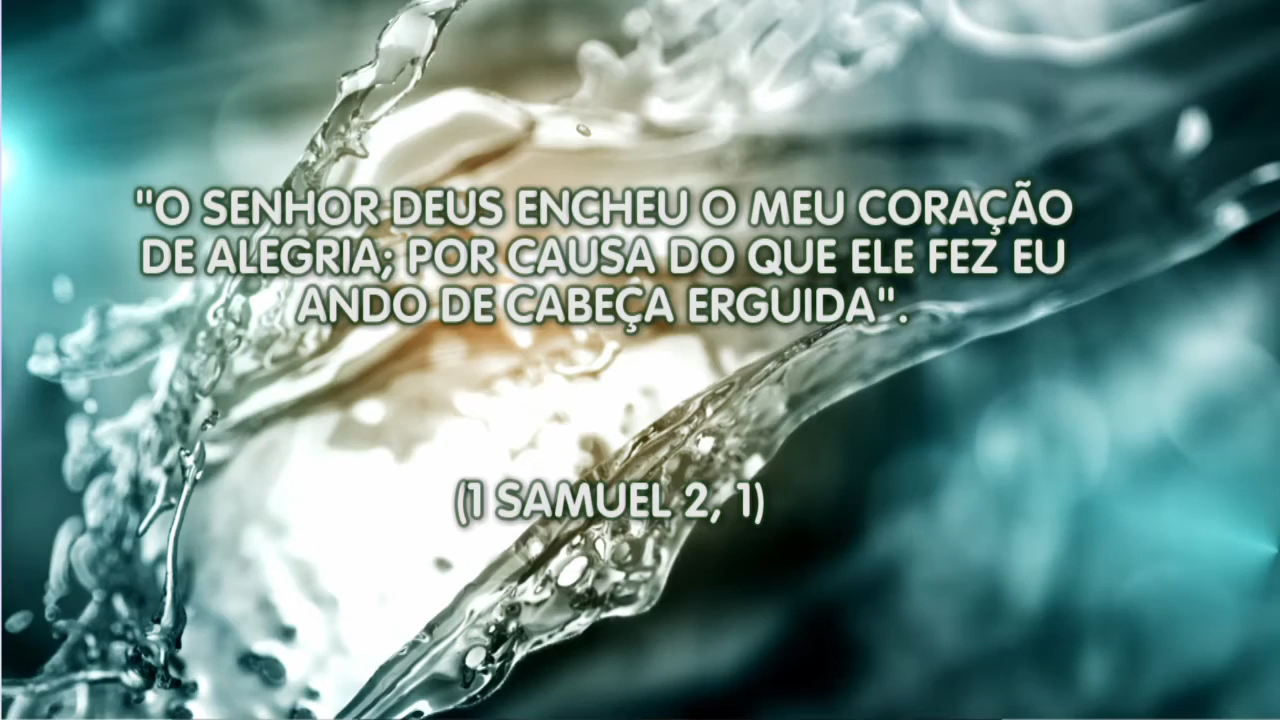 "O SENHOR DEUS ENCHEU O MEU CORAÇÃO
DE ALEGRIA; POR CAUSA DO QUE ELE FEZ EU
ANDO DE CABEÇA ERGUIDA".
(1 SAMUEL 2, 1)